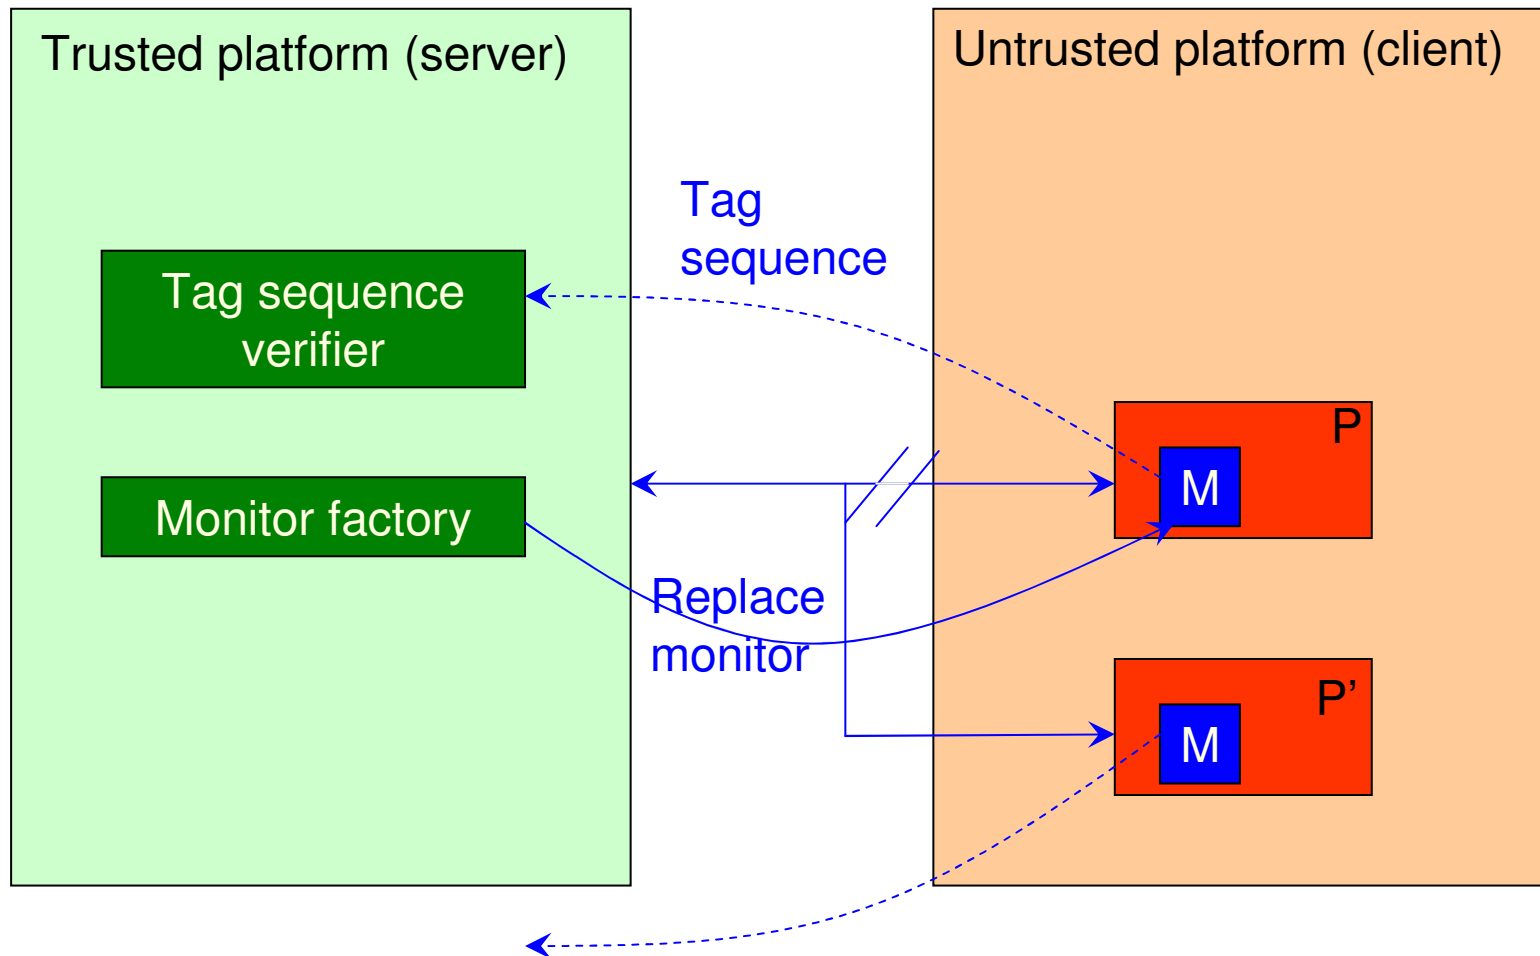 Trusted platform (server)
Untrusted platform (client)
Tag
sequence
Tag sequence
verifier
P
M
Monitor factory
Replace
monitor
P’
M